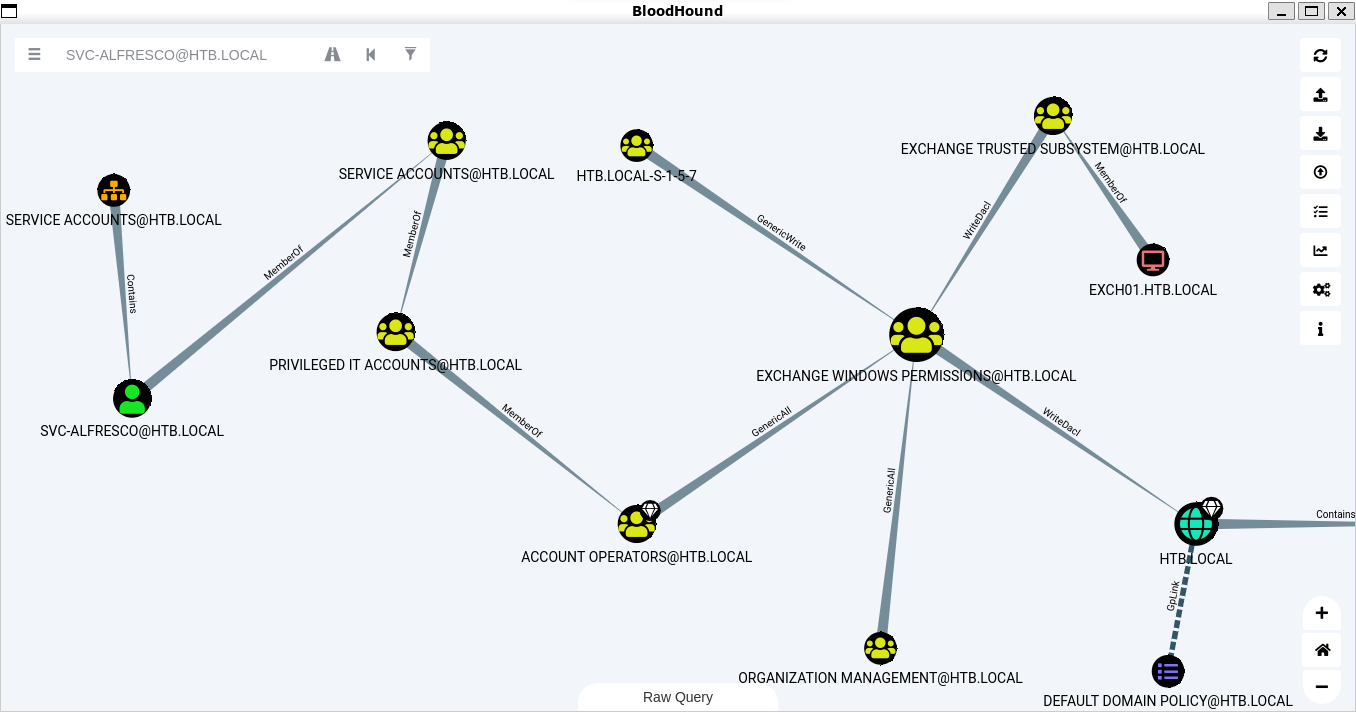 BloodHound
SVC-ALFRESCO@HTB.LOCAL
SERVICE ACCOUNTS@HTB.LOCAL
HTB.LOCAL-S-1-5-7
EXCHANGE TRUSTED SUBSYSTEM@HTB.LOCAL
MemberOf
SERVICE ACCOUNTS@HTB.LOCAL
MemberOf
MemberOf
GenericWrite
WriteDacl
Contains
EXCH01.HTB.LOCAL
PRIVILEGED IT ACCOUNTS@HTB.LOCAL
EXCHANGE WINDOWS PERMISSIONS@HTB.LOCAL
SVC-ALFRESCO@HTB.LOCAL
MemberOf
GenericAll
WriteDacl
GenericAll
Contains
ACCOUNT OPERATORS@HTB.LOCAL
HTB.LOCAL
GpLink
ORGANIZATION MANAGEMENT@HTB.LOCAL
Raw Query
DEFAULT DOMAIN POLICY@HTB.LOCAL